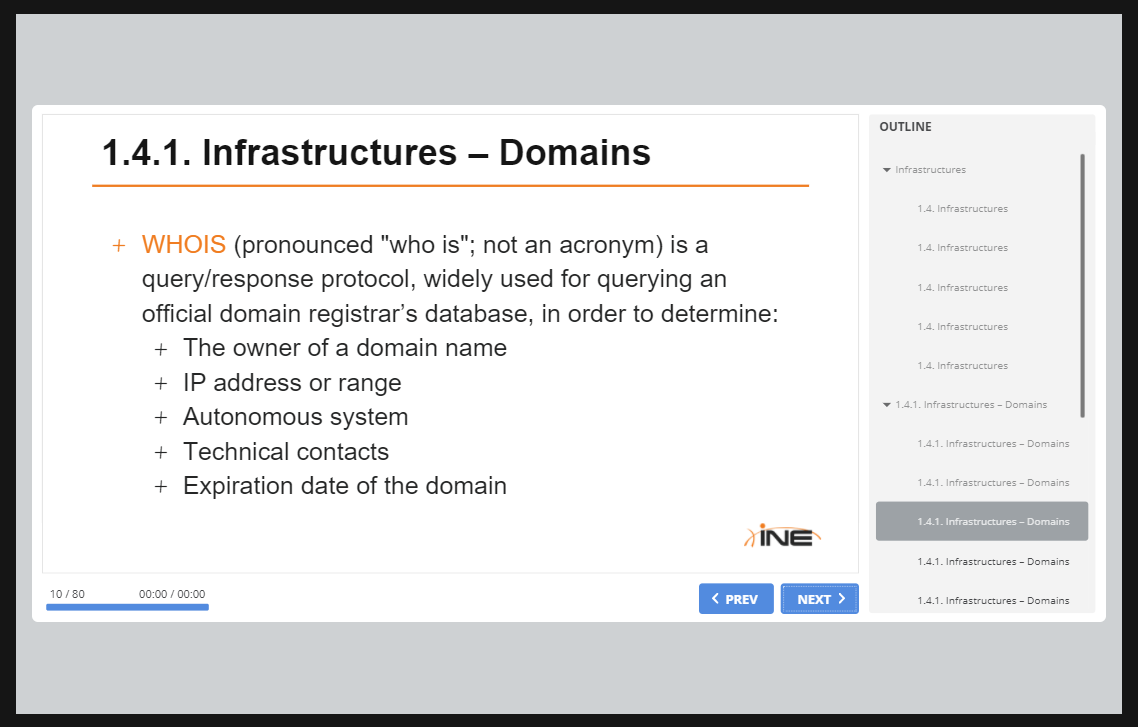 1.4.1. Infrastructures – Domains
+ WHOIS (pronounced "who is"; not an acronym) is a
query/response protocol, widely used for querying an
official domain registrar’s database, in order to determine:
+ The owner of a domain name
+ IP address or range
+ Autonomous system
+ Technical contacts
+ Expiration date of the domain
INE
10 / 80
00:00 / 00:00
PREV
NEXT
OUTLINE
Infrastructures
1.4. Infrastructures
1.4. Infrastructures
1.4. Infrastructures
1.4. Infrastructures
1.4. Infrastructures
1.4.1. Infrastructures – Domains
1.4.1. Infrastructures – Domains
1.4.1. Infrastructures – Domains
1.4.1. Infrastructures – Domains
1.4.1. Infrastructures – Domains
1.4.1. Infrastructures – Domains